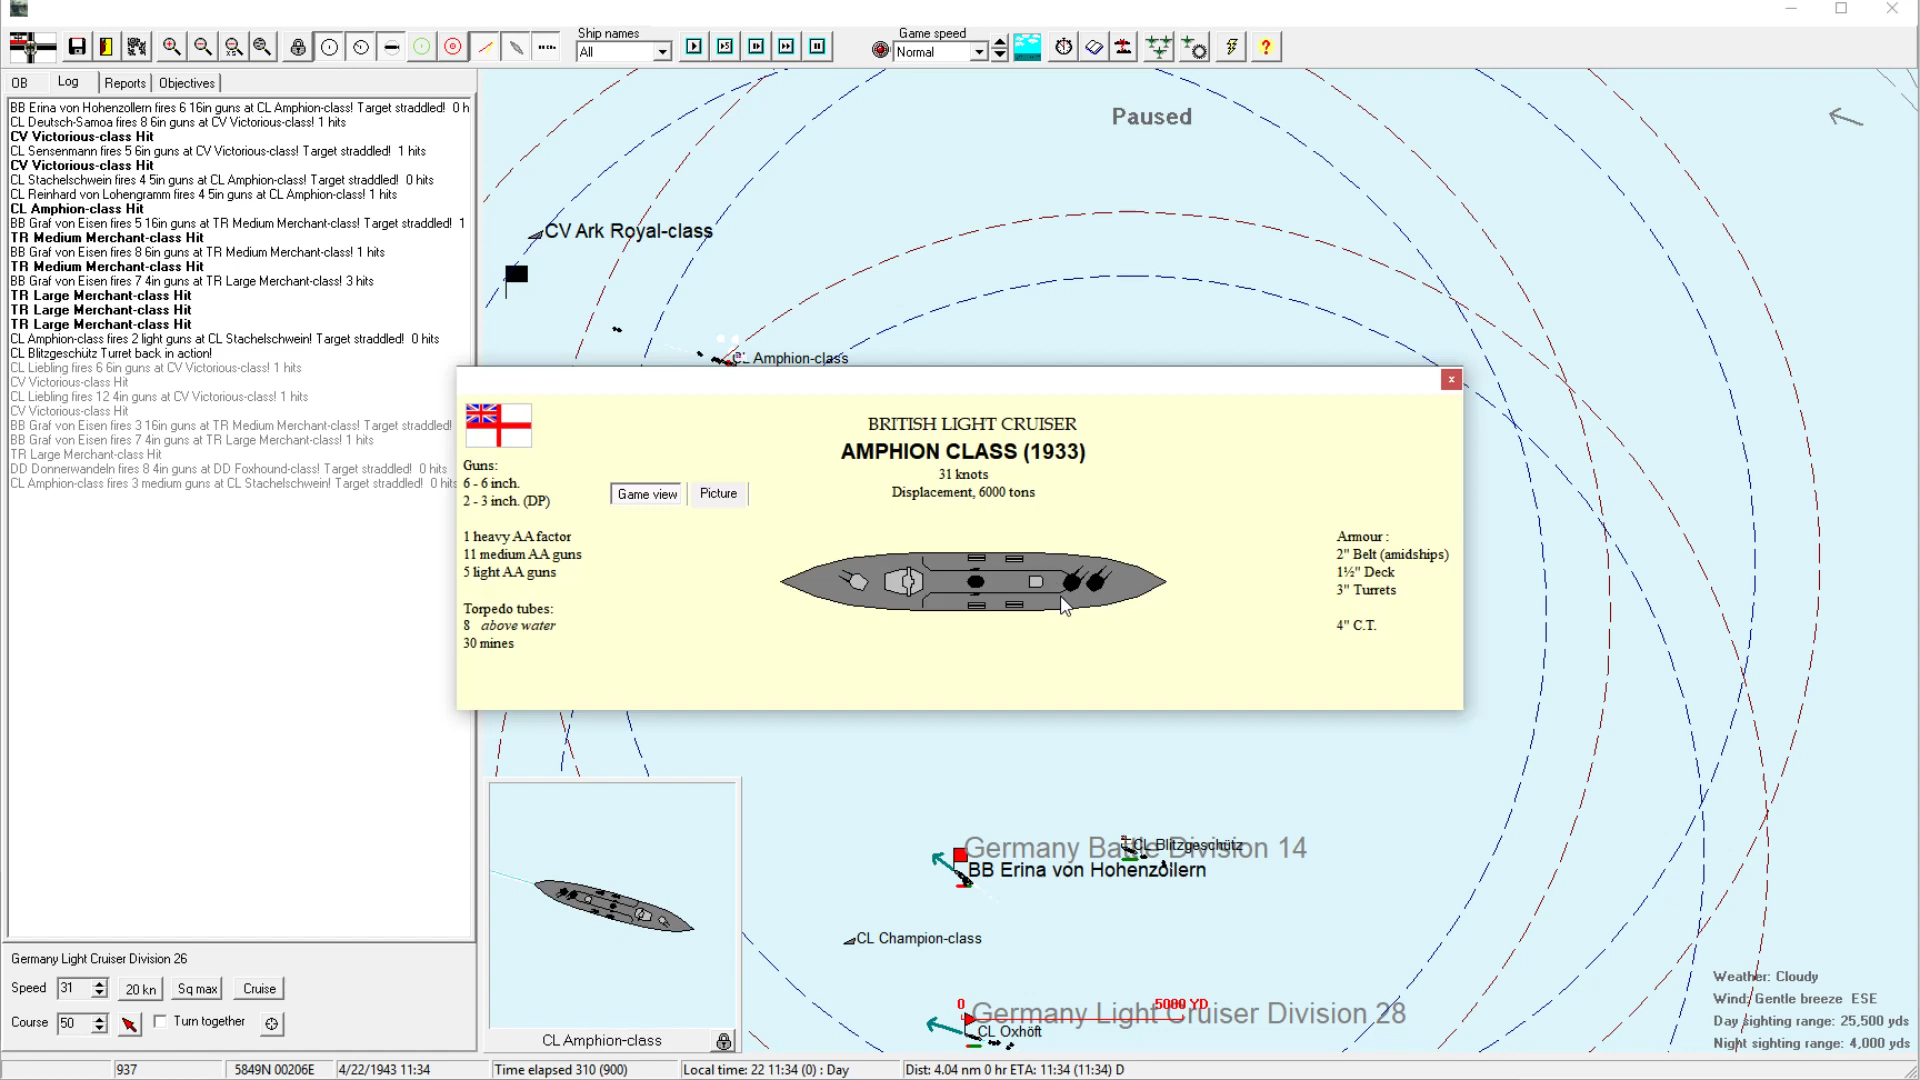 Ship names
Game speed
All
Normal
OB
Log
Reports
Objectives
BB Erina von Hohenzollern fires 6 16in guns at CL Amphion-class! Target straddled!  0 h
CL Deutsch-Samoa fires 8 6in guns at CV Victorious-class! 1 hits
CV Victorious-class Hit
CL Sensenmann fires 5 6in guns at CV Victorious-class! Target straddled!  1 hits
CV Victorious-class Hit
CL Stachelschwein fires 4 5in guns at CL Amphion-class! Target straddled!  0 hits
CL Reinhard von Lohengramm fires 4 5in guns at CL Amphion-class! 1 hits
CL Amphion-class Hit
BB Graf von Eisen fires 5 16in guns at TR Medium Merchant-class! Target straddled!  1
TR Medium Merchant-class Hit
BB Graf von Eisen fires 8 6in guns at TR Medium Merchant-class! 1 hits
TR Medium Merchant-class Hit
BB Graf von Eisen fires 7 4in guns at TR Large Merchant-class! 3 hits
TR Large Merchant-class Hit
TR Large Merchant-class Hit
TR Large Merchant-class Hit
CL Amphion-class fires 2 light guns at CL Stachelschwein! Target straddled!  0 hits
CL Blitzgeschütz Turret back in action!
CL Liebling fires 6 6in guns at CV Victorious-class! 1 hits
CV Victorious-class Hit
CL Liebling fires 12 4in guns at CV Victorious-class! 1 hits
CV Victorious-class Hit
BB Graf von Eisen fires 3 16in guns at TR Medium Merchant-class! Target straddled!
BB Graf von Eisen fires 7 4in guns at TR Large Merchant-class! 1 hits
TR Large Merchant-class Hit
DD Donnerwandeln fires 8 4in guns at DD Foxhound-class! Target straddled!  0 hits
CL Amphion-class fires 3 medium guns at CL Stachelschwein! Target straddled!  0 hits
Paused
CV Ark Royal-class
CL Amphion-class
BRITISH LIGHT CRUISER
AMPHION CLASS (1933)
31 knots
Displacement, 6000 tons
Guns:
6 - 6 inch.
2 - 3 inch. (DP)
Game view
Picture
1 heavy AA factor
11 medium AA guns
5 light AA guns
Torpedo tubes:
8 above water
30 mines
Armour :
2" Belt (amidships)
1½" Deck
3" Turrets
4" C.T.
Germany Battle Division 14
CL Blitzgeschütz
BB Erina von Hohenzollern
CL Champion-class
0 5000 YD
Germany Light Cruiser Division 28
CL Oxhöft
CL Amphion-class
Weather: Cloudy
Wind: Gentle breeze  ESE
Day sighting range: 25,500 yds
Night sighting range: 4,000 yds
Germany Light Cruiser Division 26
Speed 31 20 kn Sq max Cruise
Course 50 Turn together
937
5849N 00206E
4/22/1943 11:34
Time elapsed 310 (900)
Local time: 22 11:34 (0) : Day
Dist: 4.04 nm 0 hr ETA: 11:34 (11:34) D